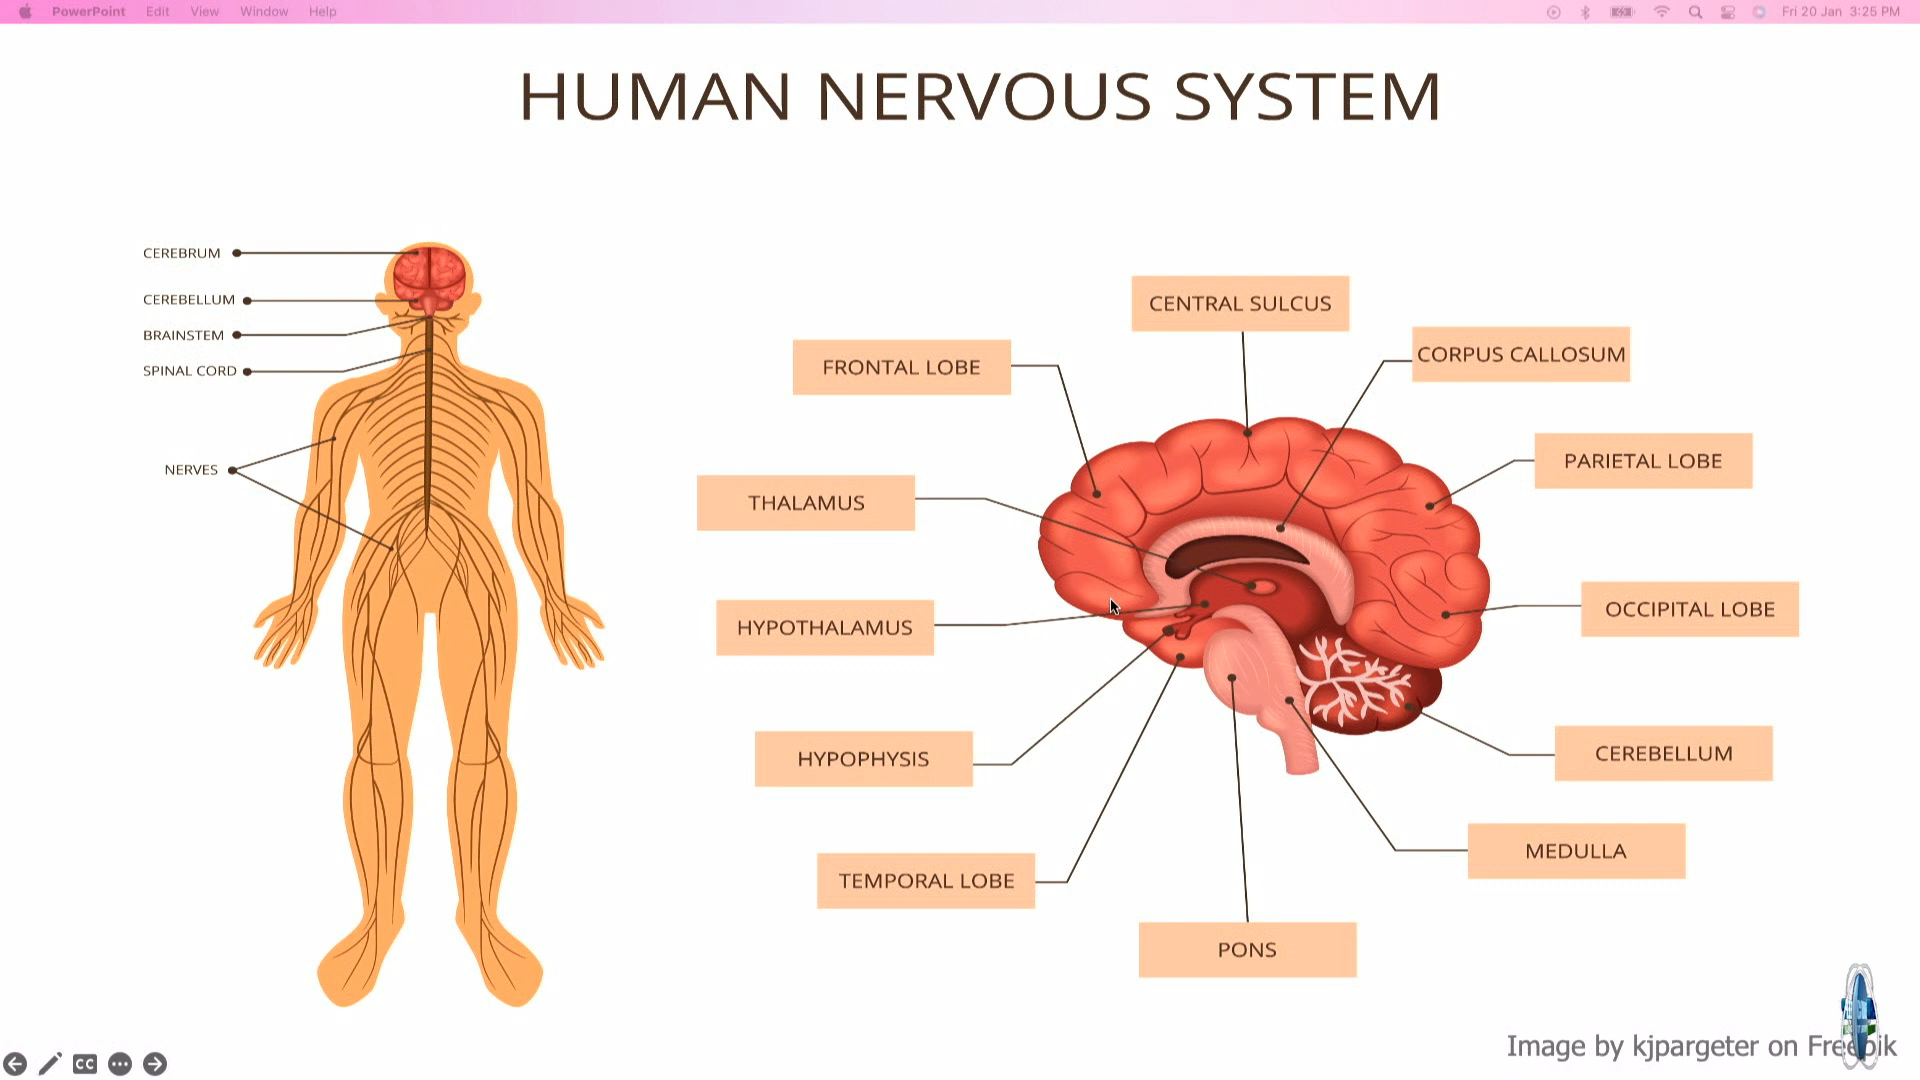 PowerPoint Edit View Window Help Fri 20 Jan 3:25 PM
HUMAN NERVOUS SYSTEM
CEREBRUM
CEREBELLUM
BRAINSTEM
SPINAL CORD
NERVES
CENTRAL SULCUS
FRONTAL LOBE
CORPUS CALLOSUM
PARIETAL LOBE
THALAMUS
OCCIPITAL LOBE
HYPOTHALAMUS
HYPOPHYSIS
CEREBELLUM
MEDULLA
TEMPORAL LOBE
PONS
Image by kjpargeter on Freepik
CC